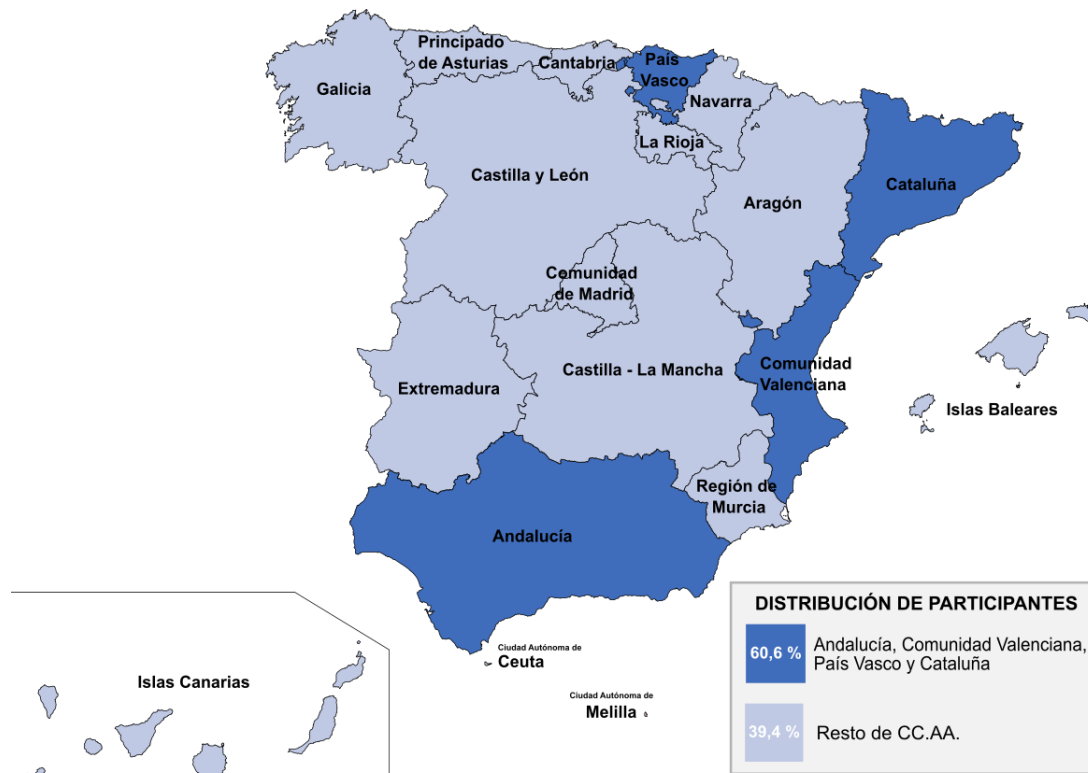 Principado
de Asturias
Cantabria
País
Vasco
Galicia
Navarra
La Rioja
Castilla y León
Cataluña
Aragón
Comunidad
de Madrid
Comunidad
Valenciana
Castilla - La Mancha
Extremadura
Islas Baleares
Región de
Murcia
Andalucía
DISTRIBUCIÓN DE PARTICIPANTES
60,6 %
Andalucía, Comunidad Valenciana,
País Vasco y Cataluña
39,4 %
Resto de CC.AA.
Ciudad Autónoma de
Ceuta
Ciudad Autónoma de
Melilla
Islas Canarias